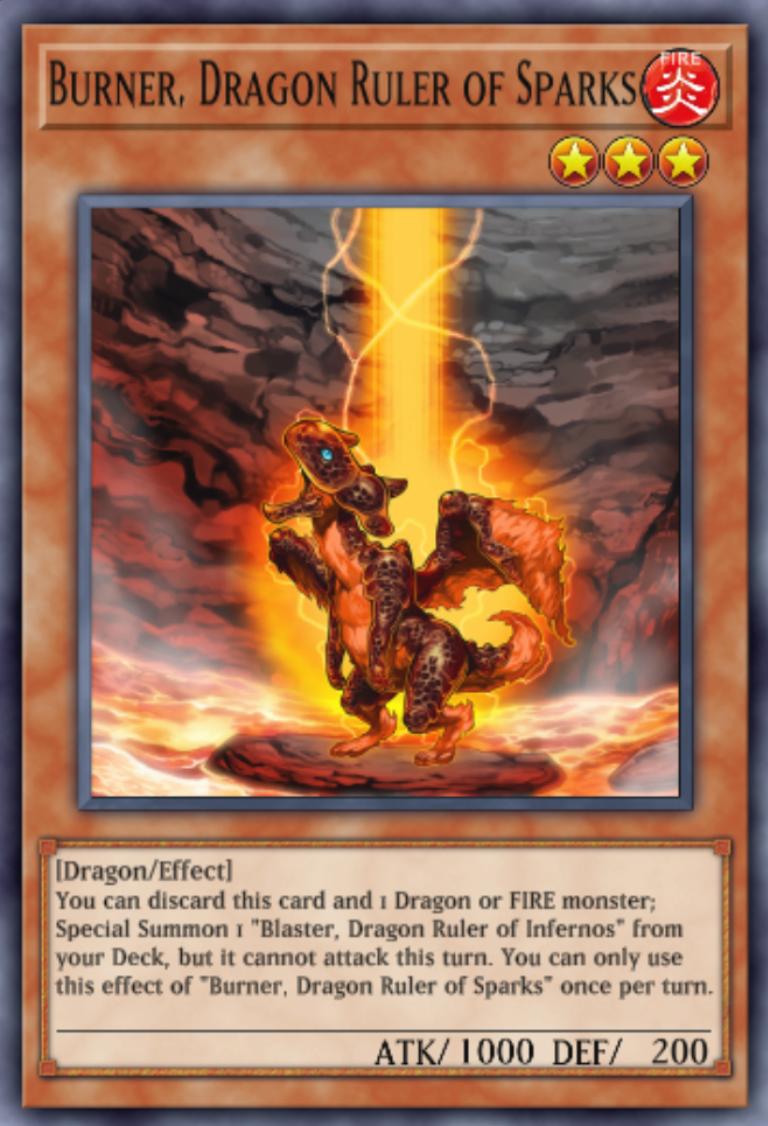 Burner, Dragon Ruler of Sparks
FIRE
炎
[Dragon/Effect]
You can discard this card and 1 Dragon or FIRE monster;
Special Summon 1 "Blaster, Dragon Ruler of Infernos" from
your Deck, but it cannot attack this turn. You can only use
this effect of "Burner, Dragon Ruler of Sparks" once per turn.
ATK/ 1000 DEF/ 200